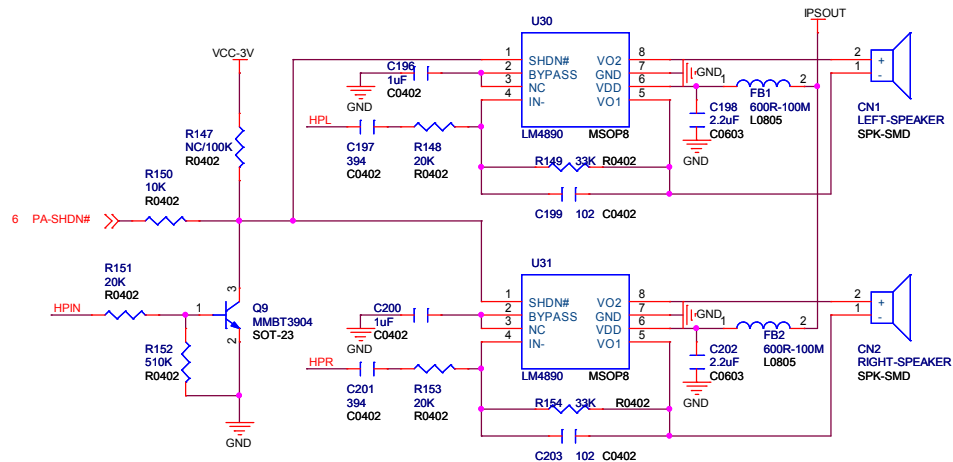 U30
IPSOUT
VCC-3V
C196
1uF
C0402
GND
1 SHDN# VO2 8
2 BYPASS GND 7
3 NC VDD 6
4 IN- VO1 5
LM4890 MSOP8
GND
1 2
FB1
600R-100M
L0805
C198
2.2uF
C0603
GND
2 +
1 -
CN1
LEFT-SPEAKER
SPK-SMD
R147
NC/100K
R0402
HPL
C197
394
C0402
R148
20K
R0402
R149 33K R0402
C199 102 C0402
R150
10K
R0402
6 PA-SHDN#
R151
20K
R0402
HPIN
1
3
2
Q9
MMBT3904
SOT-23
R152
510K
R0402
GND
U31
C200
1uF
C0402
GND
1 SHDN# VO2 8
2 BYPASS GND 7
3 NC VDD 6
4 IN- VO1 5
LM4890 MSOP8
GND
1 2
FB2
600R-100M
L0805
C202
2.2uF
C0603
GND
2 +
1 -
CN2
RIGHT-SPEAKER
SPK-SMD
HPR
C201
394
C0402
R153
20K
R0402
R154 33K R0402
C203 102 C0402